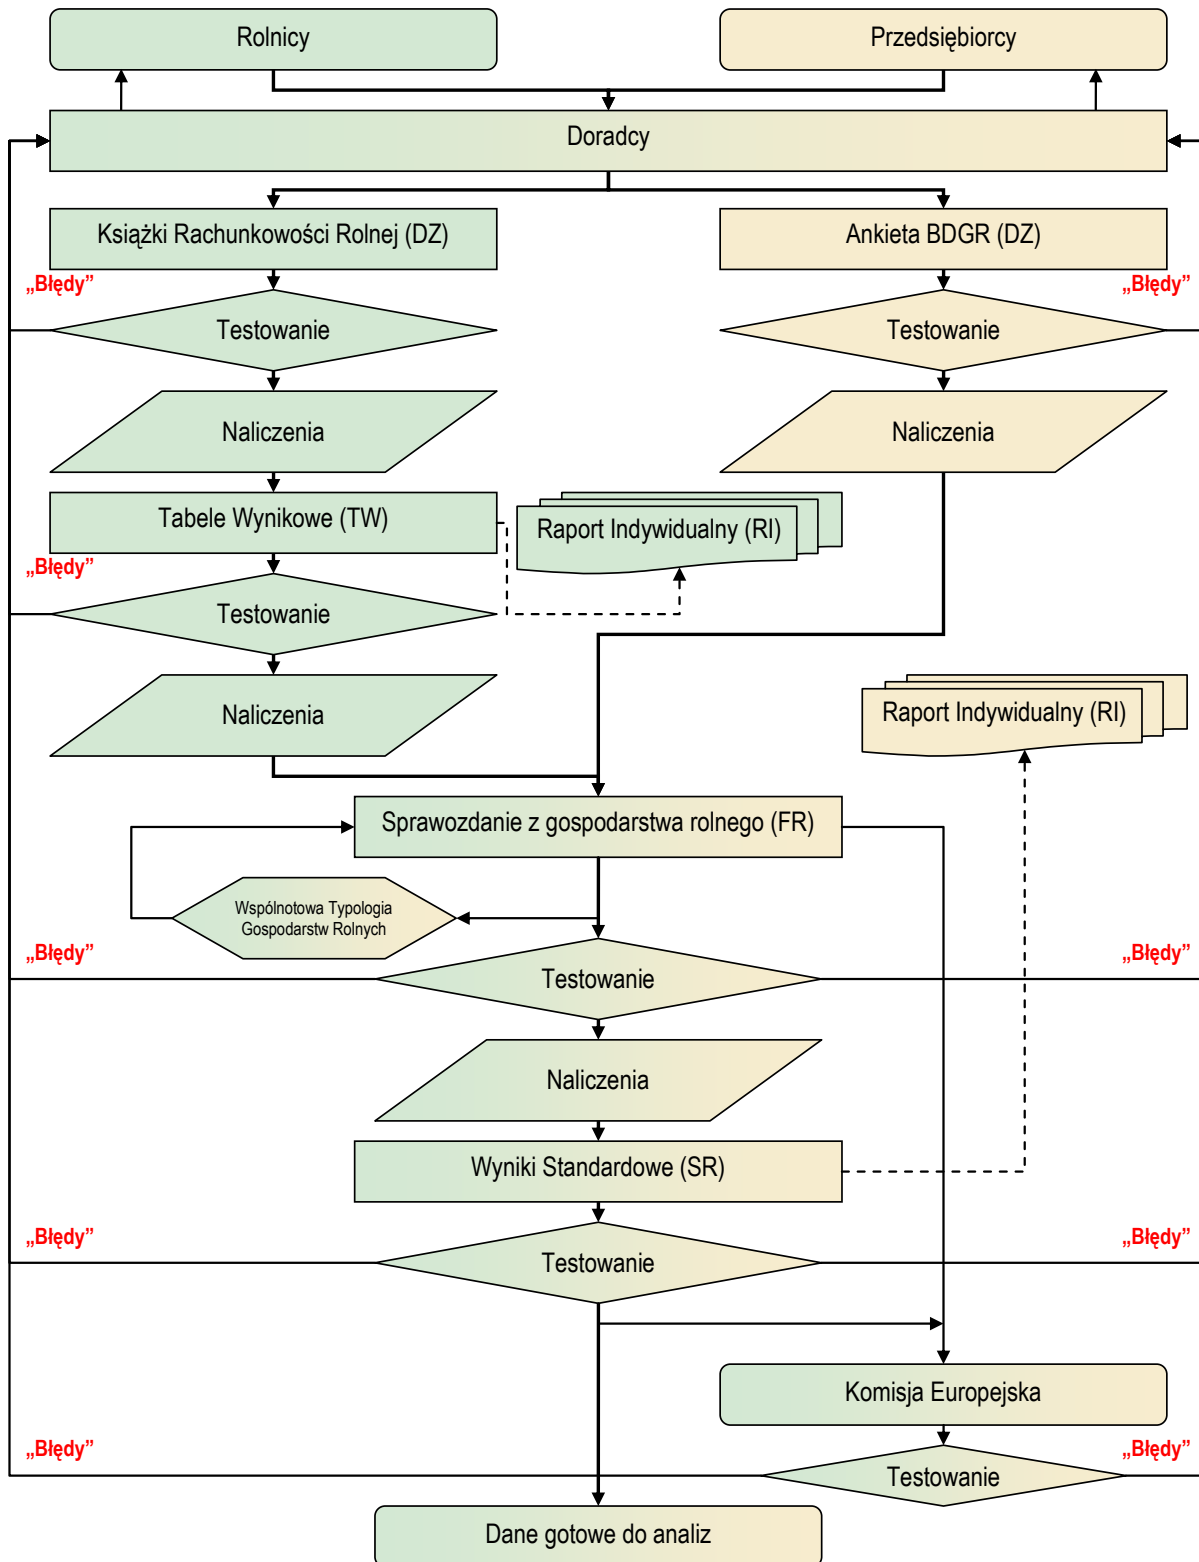 Rolnicy
Przedsiębiorcy
Doradcy
Książki Rachunkowości Rolnej (DZ)
Ankieta BDGR (DZ)
„Błędy”
„Błędy”
Testowanie
Testowanie
Naliczenia
Naliczenia
Tabele Wynikowe (TW)
Raport Indywidualny (RI)
„Błędy”
Testowanie
Naliczenia
Raport Indywidualny (RI)
Sprawozdanie z gospodarstwa rolnego (FR)
Wspólnotowa Typologia
Gospodarstw Rolnych
„Błędy”
„Błędy”
Testowanie
Naliczenia
Wyniki Standardowe (SR)
„Błędy”
„Błędy”
Testowanie
Komisja Europejska
„Błędy”
„Błędy”
Testowanie
Dane gotowe do analiz